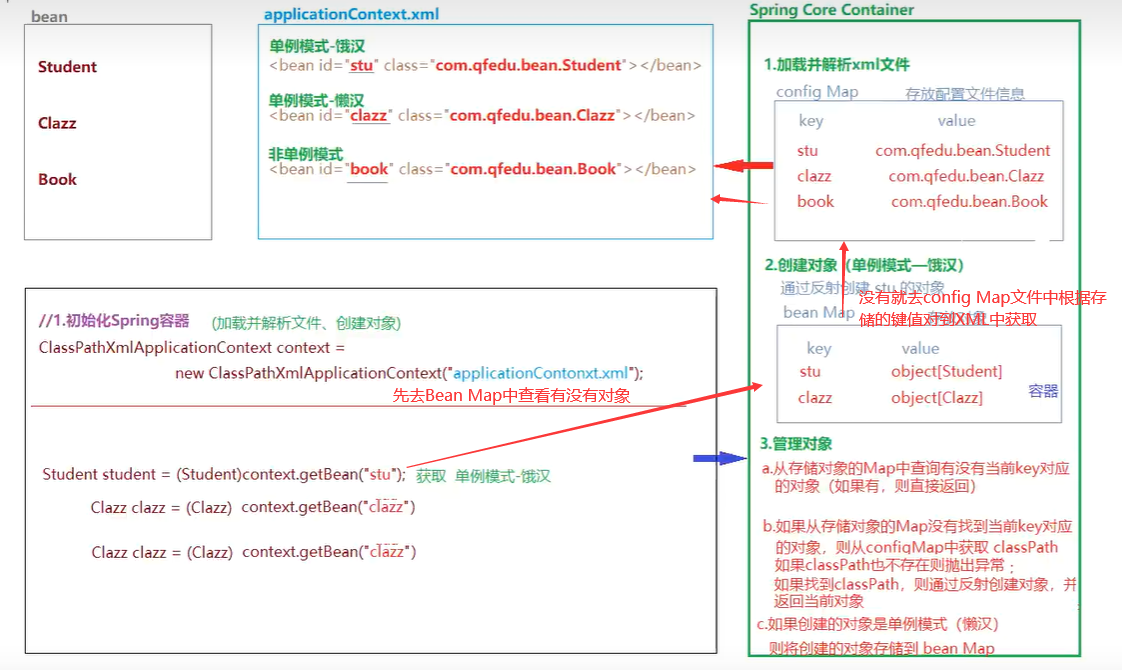 bean
Student
Clazz
Book
applicationContext.xml
单例模式-饿汉
<bean id="stu" class="com.qfedu.bean.Student"></bean>
单例模式-懒汉
<bean id="clazz" class="com.qfedu.bean.Clazz"></bean>
非单例模式
<bean id="book" class="com.qfedu.bean.Book"></bean>
//1.初始化Spring容器 (加载并解析文件、创建对象)
ClassPathXmlApplicationContext context =
new ClassPathXmlApplicationContext("applicationContonxt.xml");
先去Bean Map中查看有没有对象
Student student = (Student)context.getBean("stu"); 获取 单例模式-饿汉
Clazz clazz = (Clazz) context.getBean("clazz")
Clazz clazz = (Clazz) context.getBean("clazz")
Spring Core Container
1.加载并解析xml文件
config Map 存放配置文件信息
key value
stu com.qfedu.bean.Student
clazz com.qfedu.bean.Clazz
book com.qfedu.bean.Book
2.创建对象（单例模式—饿汉）
通过反射创建 stu 的对象
没有就去config Map文件中根据存
储的键值对到XML中获取
bean Map
key value
stu object[Student]
clazz object[Clazz]
容器
3.管理对象
a.从存储对象的Map中查询有没有当前key对应
的对象（如果有，则直接返回）
b.如果从存储对象的Map没有找到当前key对应
的对象，则从configMap中获取 classPath
如果classPath也不存在则抛出异常；
如果找到classPath，则通过反射创建对象，并
返回当前对象
c.如果创建的对象是单例模式（懒汉）
则将创建的对象存储到 bean Map